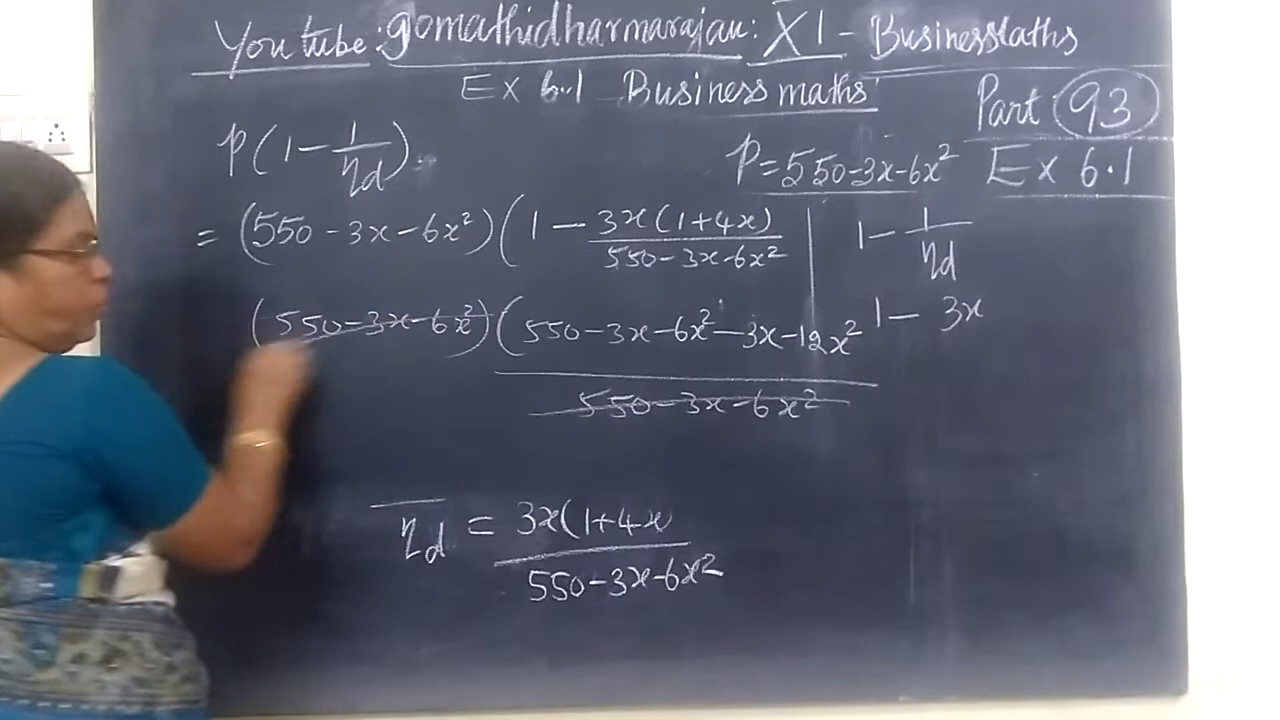 YouTube: gomathidharmarajan: XI - BusinessMaths
Ex 6.1 Business maths
Part 93
p(1 - 1/ηd)
P=550-3x-6x²
Ex 6.1
= (550 - 3x - 6x²) (1 - 3x(1+4x)/550-3x-6x²
1 - 1/ηd
(550-3x-6x²) (550-3x-6x²-3x-12x²
1 - 3x
550-3x-6x²
ηd = 3x(1+4x
550-3x-6x²